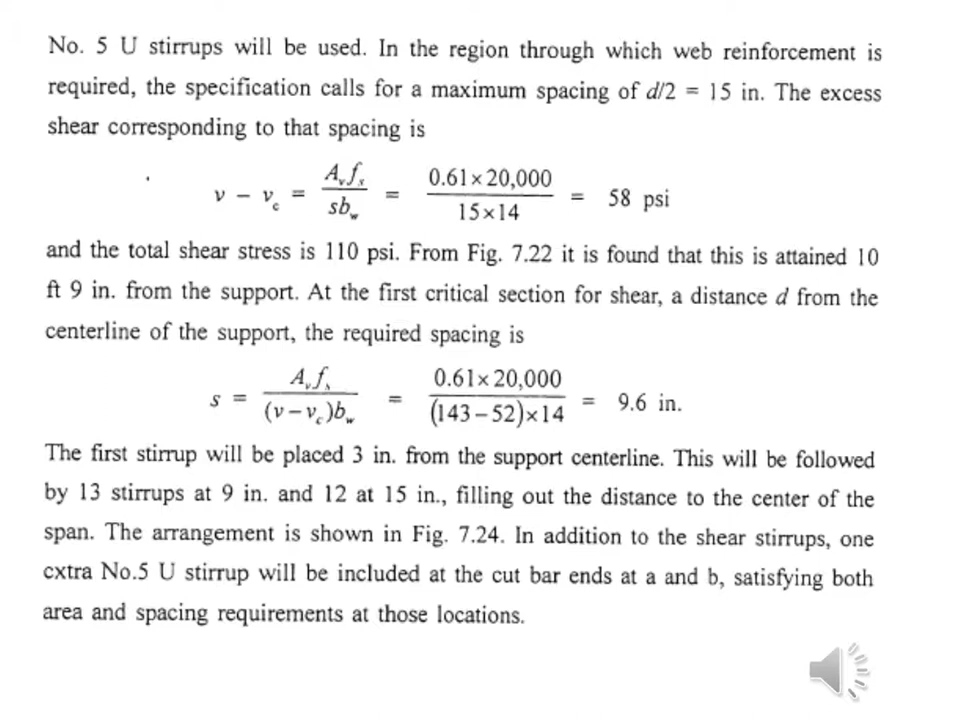 No. 5 U stirrups will be used. In the region through which web reinforcement is
required, the specification calls for a maximum spacing of d/2 = 15 in. The excess
shear corresponding to that spacing is
v − v_c = A_v f_s / sb_w = 0.61×20,000 / 15×14 = 58 psi
and the total shear stress is 110 psi. From Fig. 7.22 it is found that this is attained 10
ft 9 in. from the support. At the first critical section for shear, a distance d from the
centerline of the support, the required spacing is
s = A_v f_s / (v−v_c)b_w = 0.61×20,000 / (143−52)×14 = 9.6 in.
The first stirrup will be placed 3 in. from the support centerline. This will be followed
by 13 stirrups at 9 in. and 12 at 15 in., filling out the distance to the center of the
span. The arrangement is shown in Fig. 7.24. In addition to the shear stirrups, one
cxtra No.5 U stirrup will be included at the cut bar ends at a and b, satisfying both
area and spacing requirements at those locations.